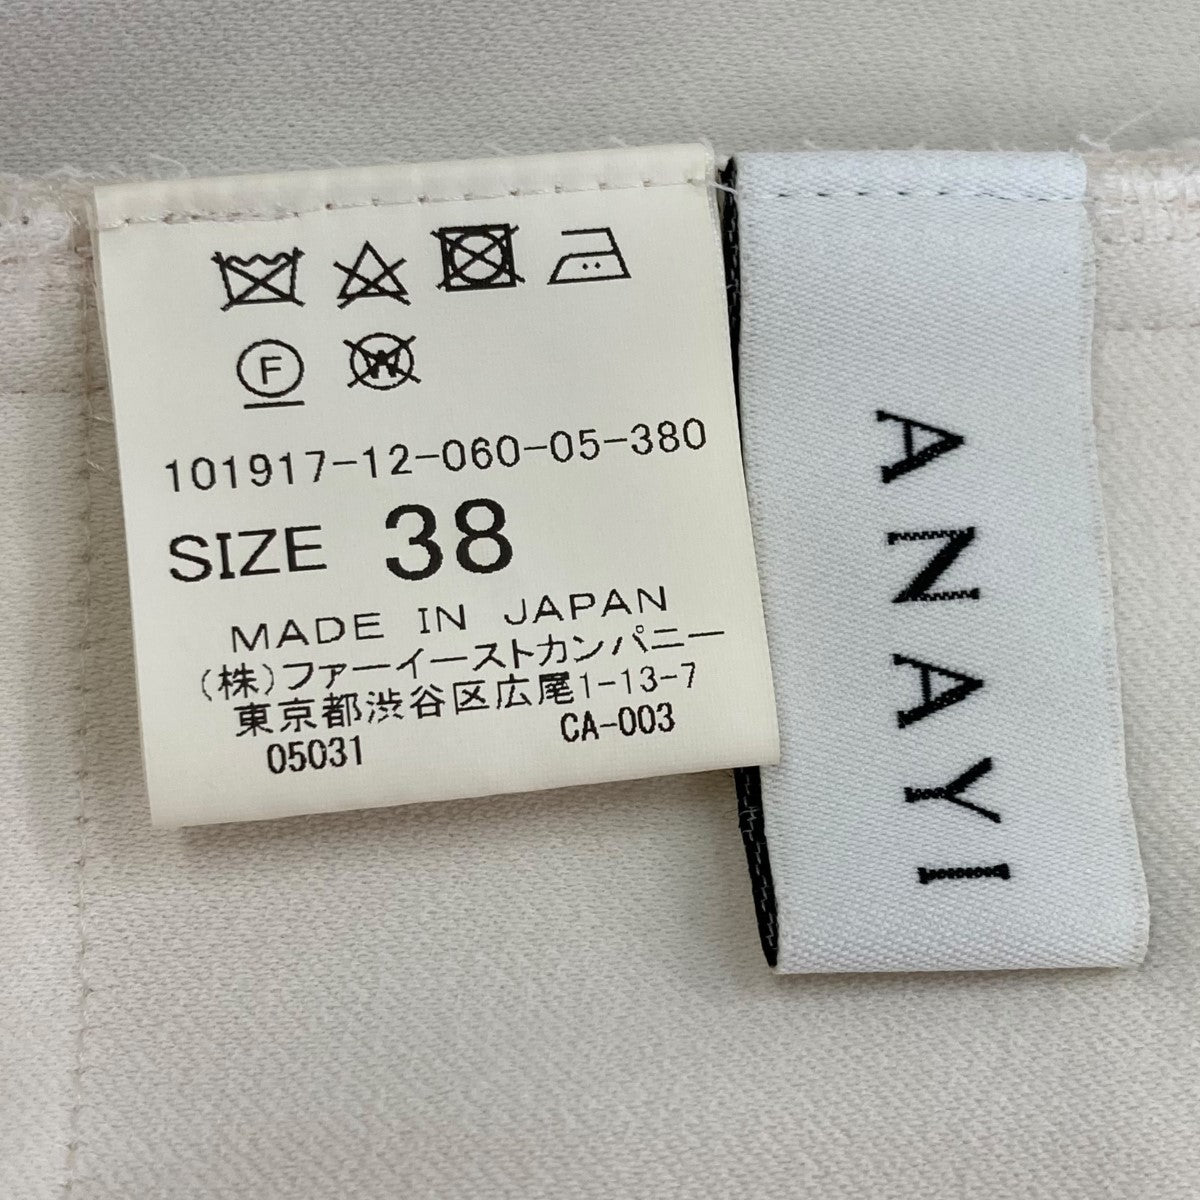 F
W
101917-12-060-05-380
SIZE 38
MADE IN JAPAN
(株)ファーイーストカンパニー
東京都渋谷区広尾1-13-7
05031 CA-003
ANAYI